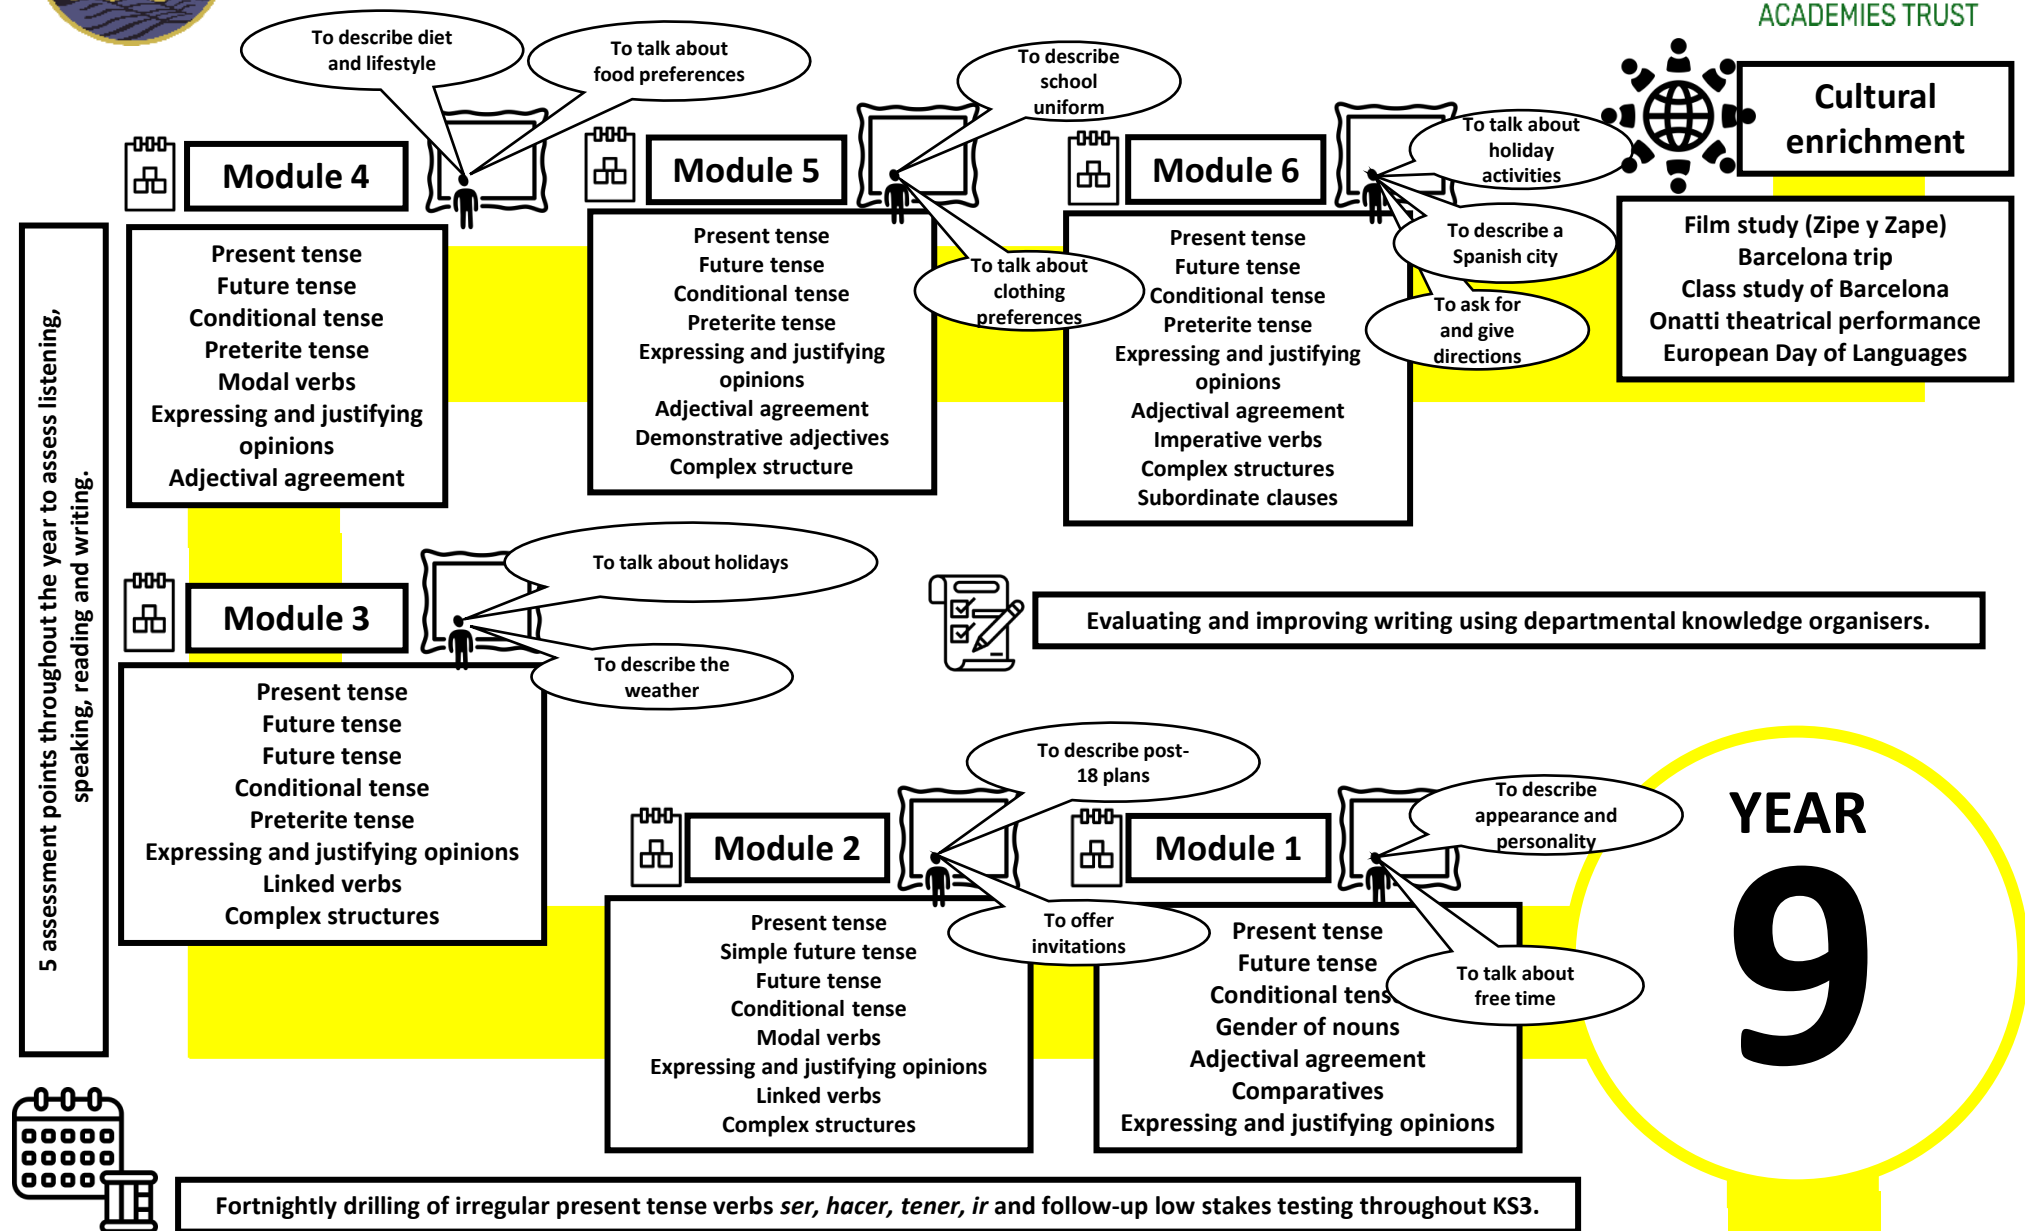 ACADEMIES TRUST
To describe diet
and lifestyle
To talk about
food preferences
To describe
school
uniform
To talk about
holiday
activities
Cultural
enrichment
Module 4
Module 5
Module 6
Present tense
Future tense
Conditional tense
Preterite tense
Modal verbs
Expressing and justifying
opinions
Adjectival agreement
Present tense
Future tense
Conditional tense
Preterite tense
Expressing and justifying
opinions
Adjectival agreement
Demonstrative adjectives
Complex structure
To talk about
clothing
preferences
Present tense
Future tense
Conditional tense
Preterite tense
Expressing and justifying
opinions
Adjectival agreement
Imperative verbs
Complex structures
Subordinate clauses
To describe a
Spanish city
To ask for
and give
directions
Film study (Zipe y Zape)
Barcelona trip
Class study of Barcelona
Onatti theatrical performance
European Day of Languages
5 assessment points throughout the year to assess listening,
speaking, reading and writing.
Module 3
To talk about holidays
To describe the
weather
Present tense
Future tense
Future tense
Conditional tense
Preterite tense
Expressing and justifying opinions
Linked verbs
Complex structures
Evaluating and improving writing using departmental knowledge organisers.
Module 2
To describe post-
18 plans
To offer
invitations
Present tense
Simple future tense
Future tense
Conditional tense
Modal verbs
Expressing and justifying opinions
Linked verbs
Complex structures
Module 1
To describe
appearance and
personality
To talk about
free time
Present tense
Future tense
Conditional tens
Gender of nouns
Adjectival agreement
Comparatives
Expressing and justifying opinions
YEAR
9
Fortnightly drilling of irregular present tense verbs ser, hacer, tener, ir and follow-up low stakes testing throughout KS3.